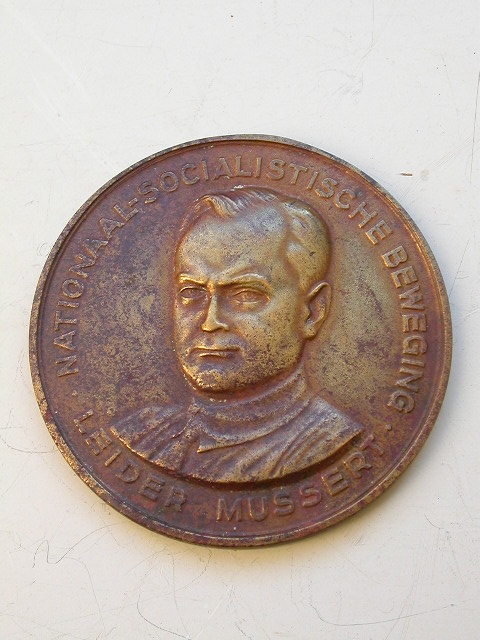 NATIONAAL-SOCIALISTISCHE BEWEGING
· LEIDER · MUSSERT ·